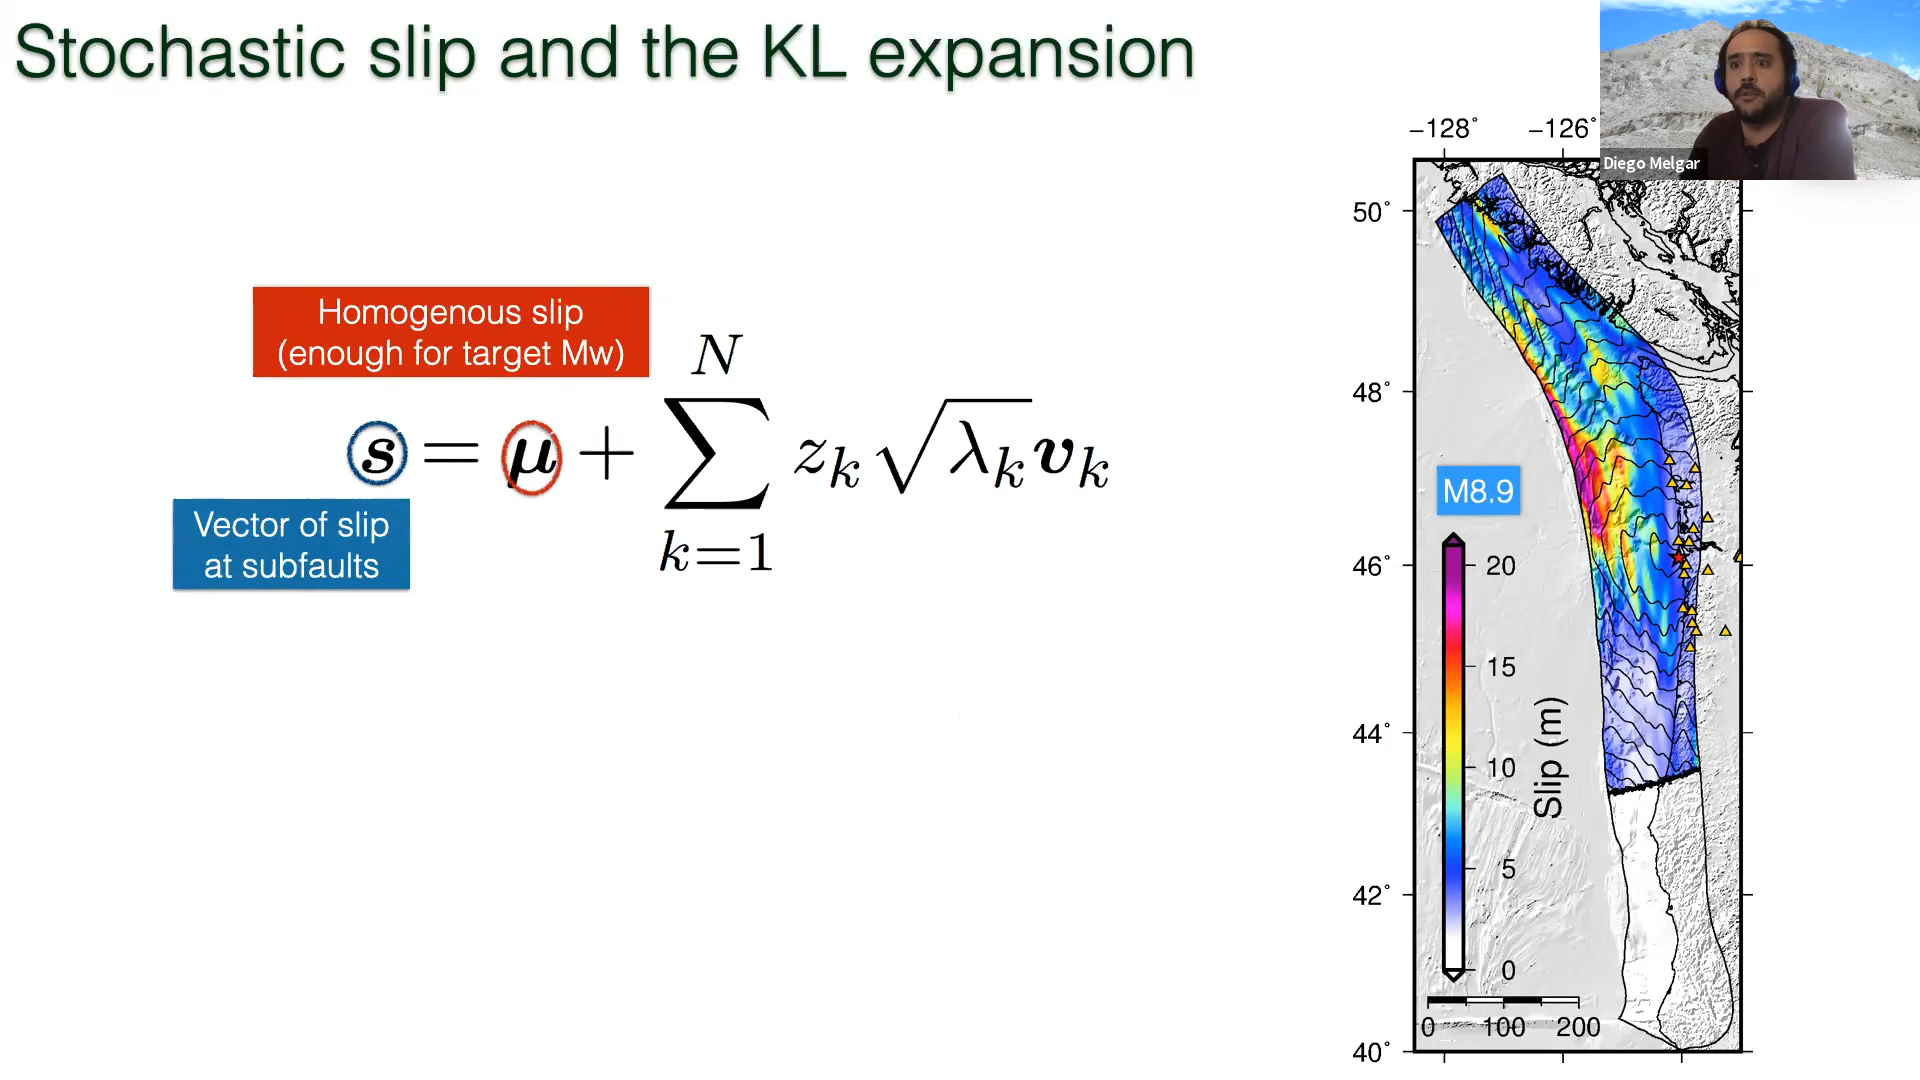 Stochastic slip and the KL expansion
Diego Melgar
Homogenous slip
(enough for target Mw)
s = μ + ∑ z_k √λ_k v_k
N
k=1
Vector of slip
at subfaults
−128° −126°
50°
48°
46°
44°
42°
40°
M8.9
20
15
10
5
0
Slip (m)
0 100 200